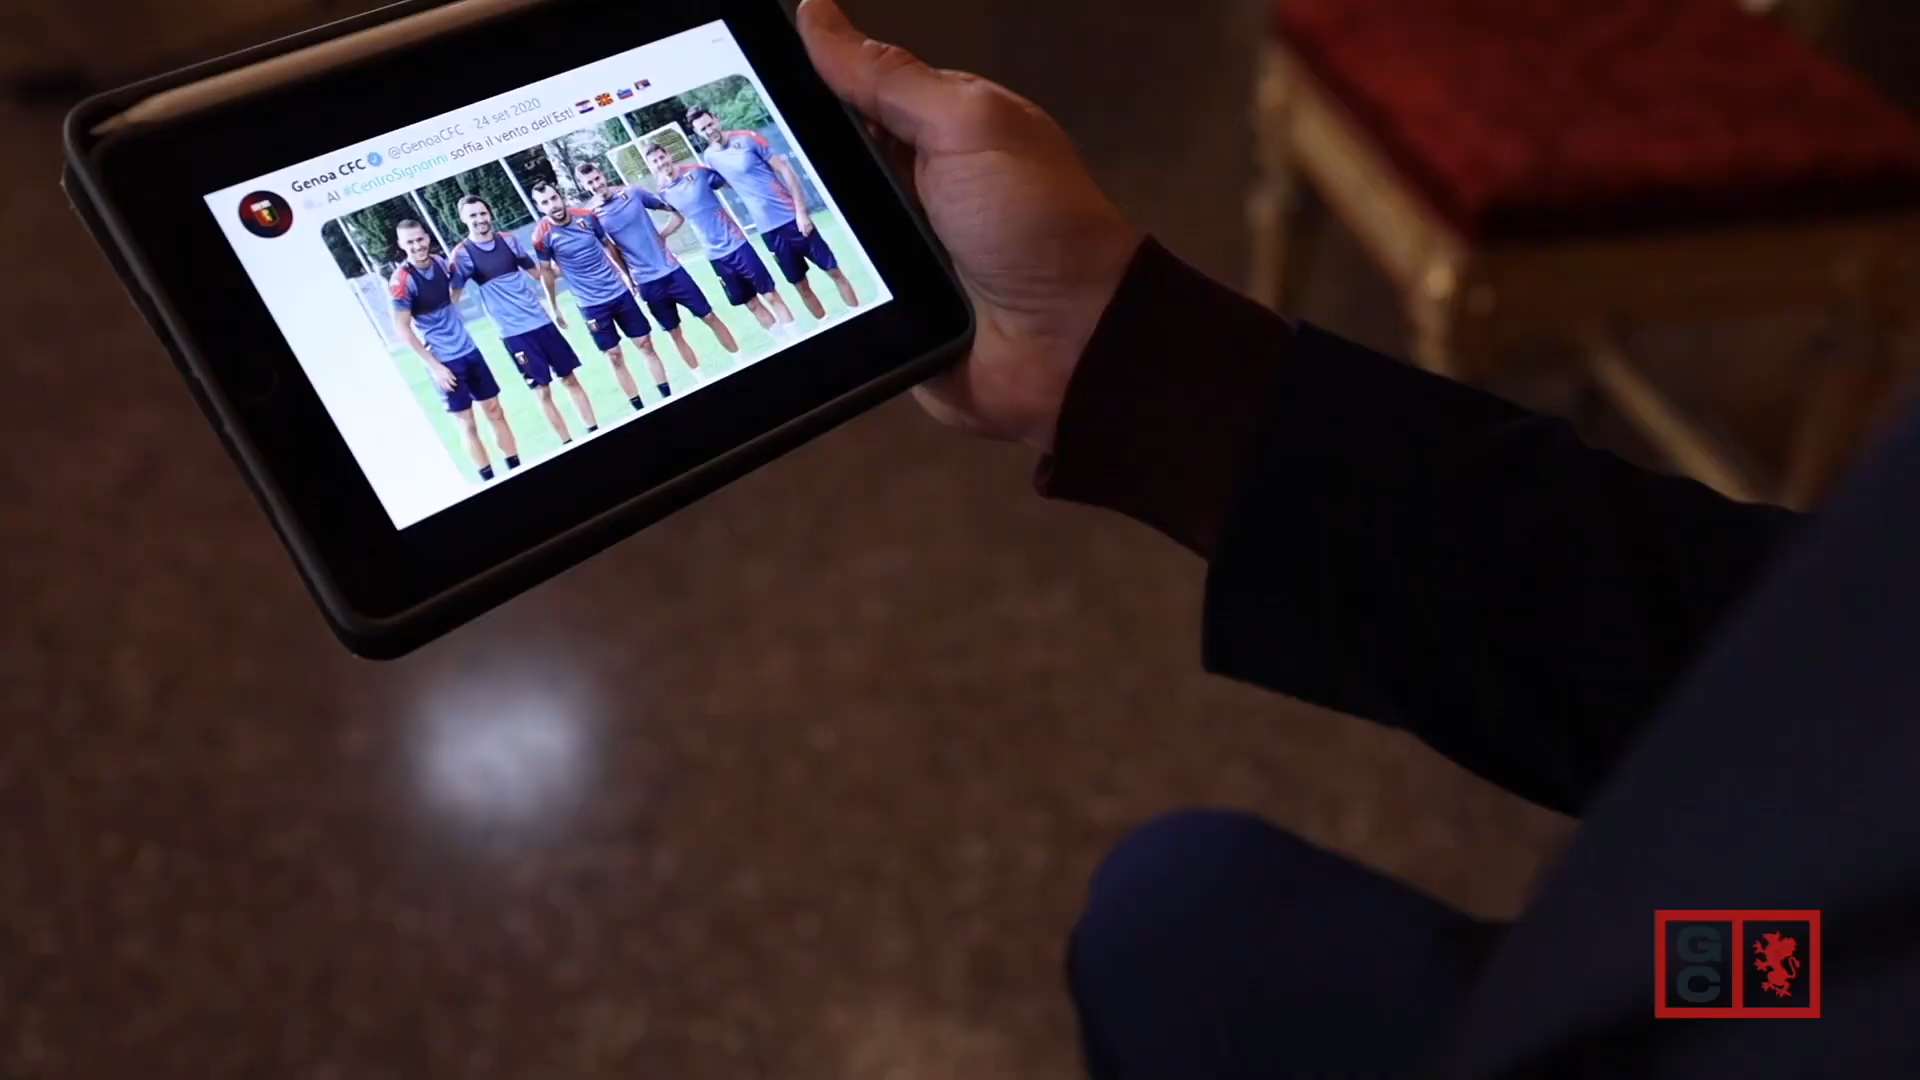 Genoa CFC @GenoaCFC · 24 set 2020
Al #CentroSignorini soffia il vento dell'Est!
GC